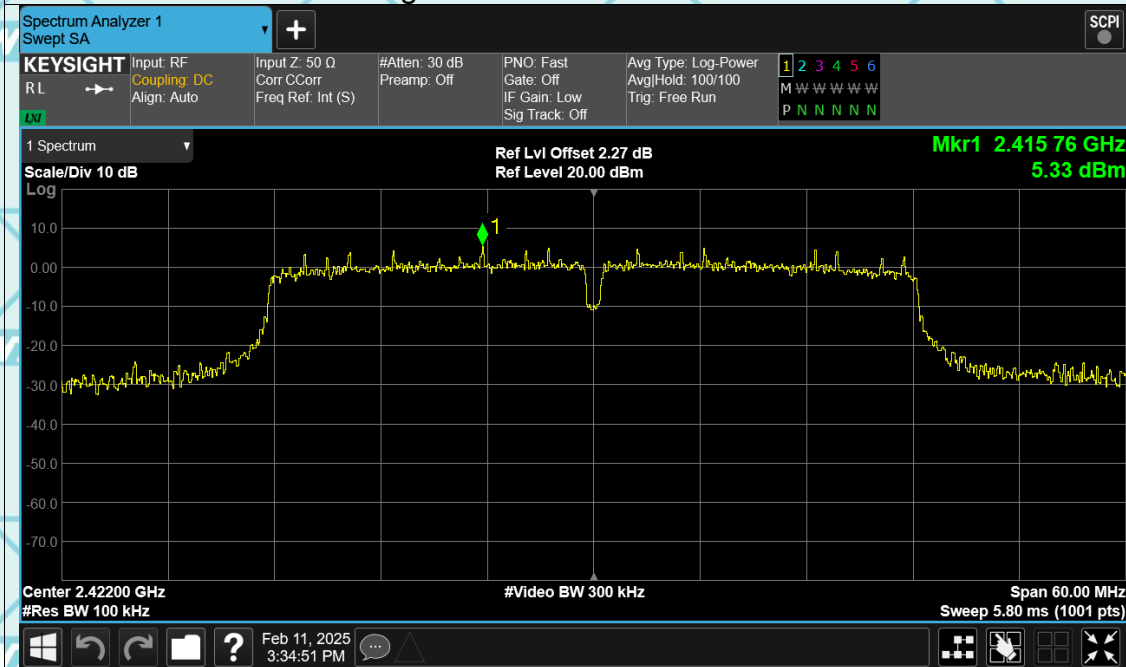 Spectrum Analyzer 1
Swept SA
+
SCPI
KEYSIGHT
RL
LXI
Input: RF
Coupling: DC
Align: Auto
Input Z: 50 Ω
Corr CCorr
Freq Ref: Int (S)
#Atten: 30 dB
Preamp: Off
PNO: Fast
Gate: Off
IF Gain: Low
Sig Track: Off
Avg Type: Log-Power
Avg|Hold: 100/100
Trig: Free Run
1 2 3 4 5 6
M W W W W W
P N N N N N
1 Spectrum
Scale/Div 10 dB
Log
Ref Lvl Offset 2.27 dB
Ref Level 20.00 dBm
Mkr1 2.415 76 GHz
5.33 dBm
1
10.0
0.00
-10.0
-20.0
-30.0
-40.0
-50.0
-60.0
-70.0
Center 2.42200 GHz
#Video BW 300 kHz
Span 60.00 MHz
#Res BW 100 kHz
Sweep 5.80 ms (1001 pts)
?
Feb 11, 2025
3:34:51 PM